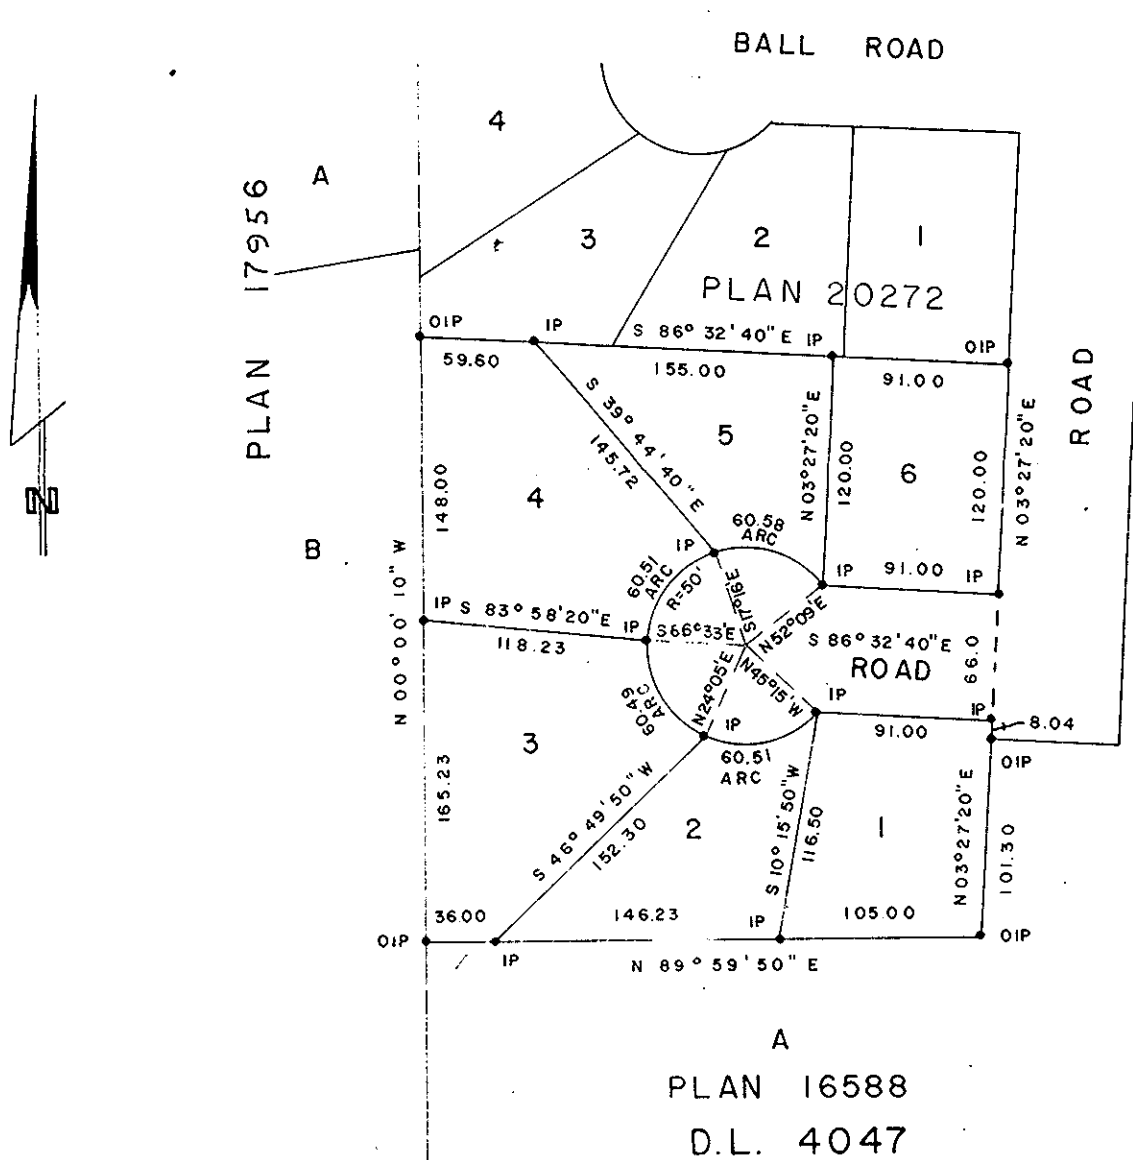 BALL ROAD
4
A
PLAN 17956
3
2
1
PLAN 20272
OIP
IP
S 86° 32' 40" E
IP
OIP
59.60
155.00
91.00
ROAD
S 39° 44' 40" E
145.72
5
N 03°27'20" E
120.00
6
120.00
N 03°27'20" E
148.00
4
B
60.58
ARC
IP
60.51
ARC
R=50'
S17°16'E
IP
91.00
IP
N 00°00' 10" W
IP
S 83° 58' 20" E
IP
118.23
S66°33'E
N52°09'E
S 86° 32' 40" E
ROAD
66.0
N24°05'E
N45°15'W
60.49
ARC
IP
IP
IP
8.04
91.00
OIP
60.51
ARC
3
165.23
S 46° 49' 50" W
152.30
2
S 10° 15' 50" W
116.50
1
N 03°27'20" E
101.30
36.00
146.23
IP
105.00
OIP
IP
OIP
N 89° 59' 50" E
N
A
PLAN 16588
D.L. 4047